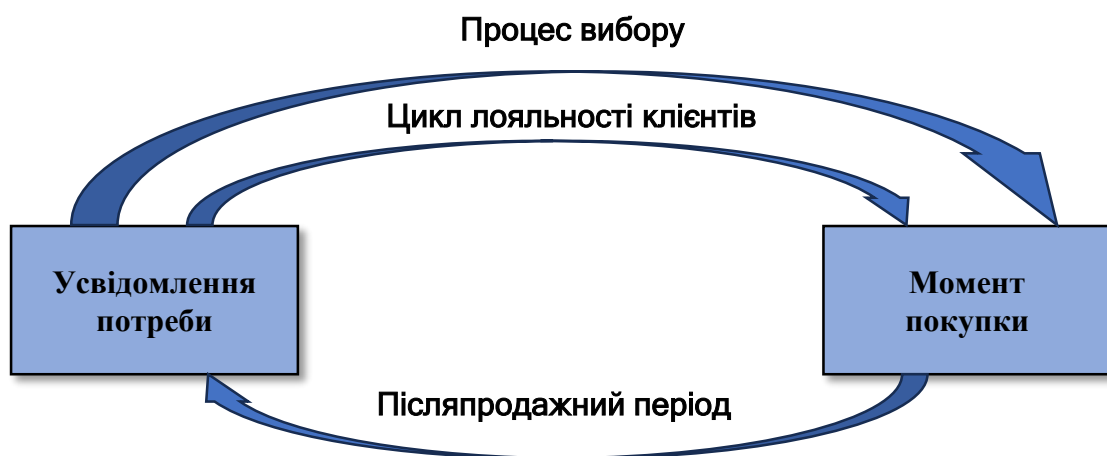 Процес вибору
Цикл лояльності клієнтів
Усвідомлення
потреби
Момент
покупки
Післяпродажний період